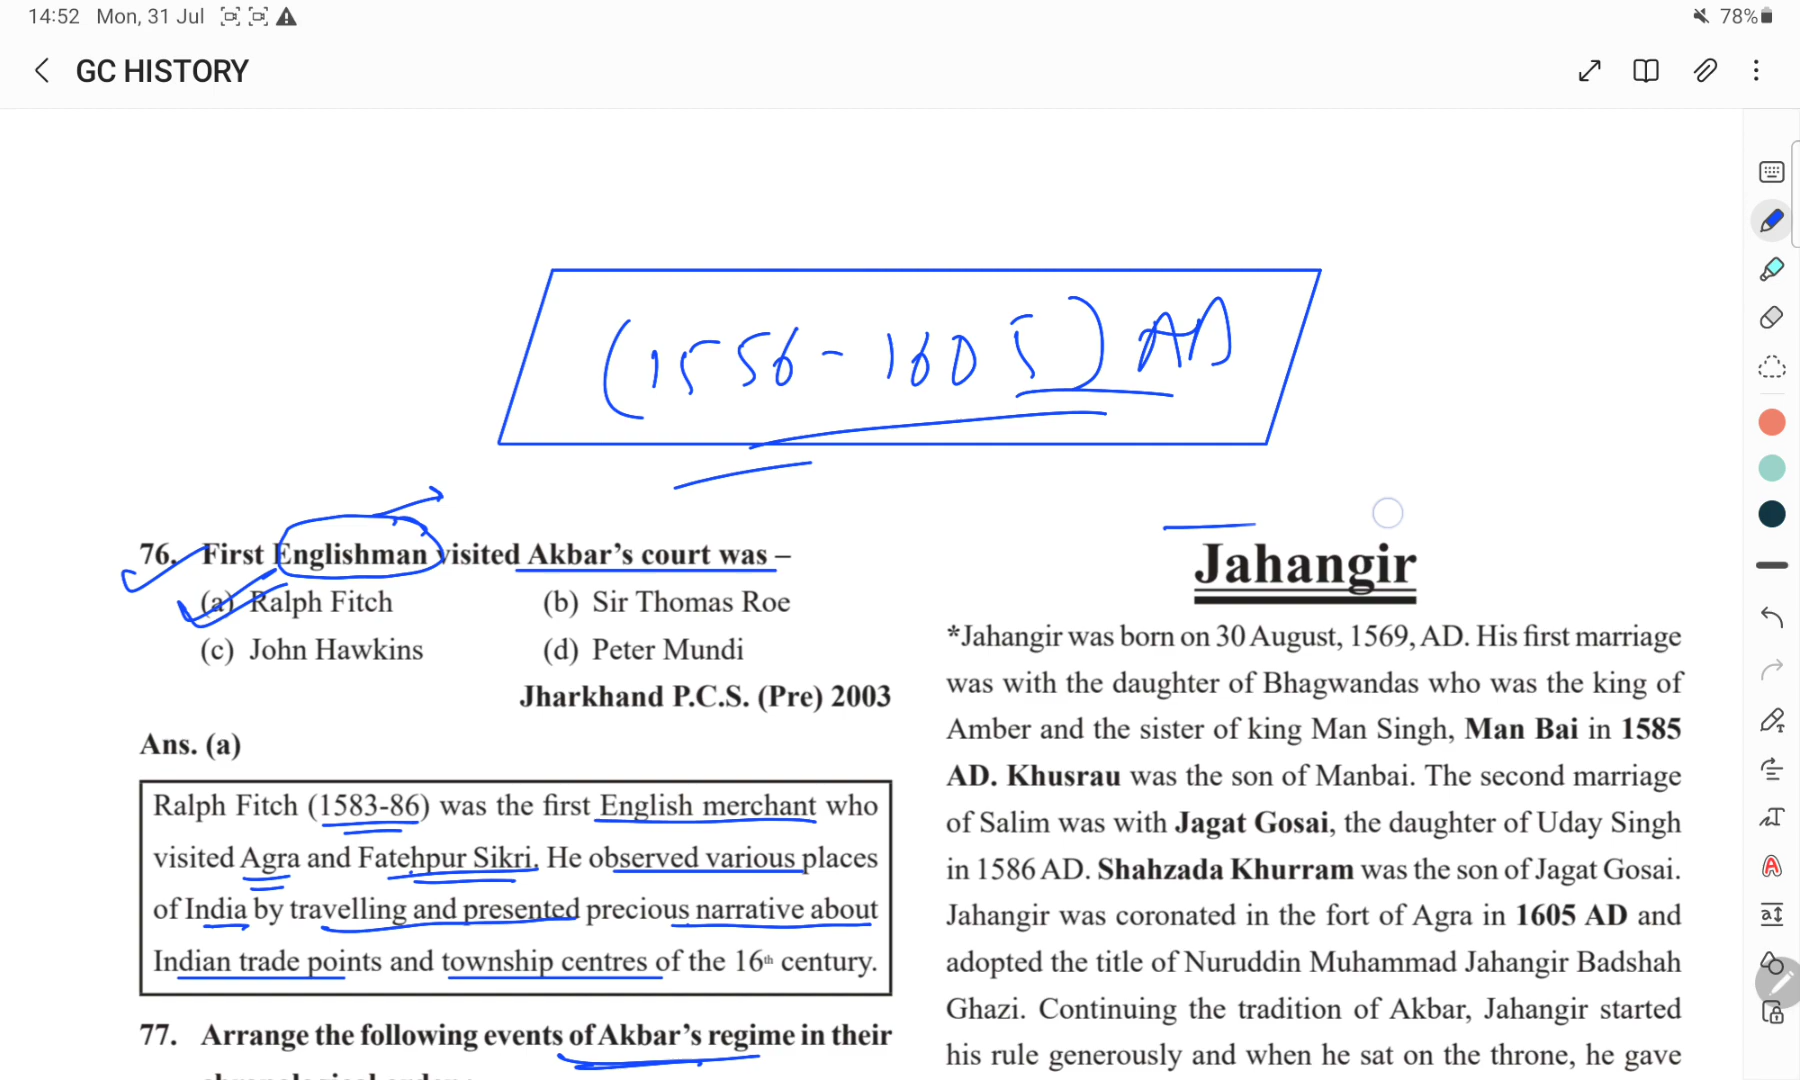 14:52 Mon, 31 Jul
78%
GC HISTORY
(1556-1605) AD
76. First Englishman visited Akbar's court was –
(a) Ralph Fitch (b) Sir Thomas Roe
(c) John Hawkins (d) Peter Mundi
Jharkhand P.C.S. (Pre) 2003
Ans. (a)
Ralph Fitch (1583-86) was the first English merchant who
visited Agra and Fatehpur Sikri. He observed various places
of India by travelling and presented precious narrative about
Indian trade points and township centres of the 16th century.
77. Arrange the following events of Akbar's regime in their
Jahangir
*Jahangir was born on 30 August, 1569, AD. His first marriage
was with the daughter of Bhagwandas who was the king of
Amber and the sister of king Man Singh, Man Bai in 1585
AD. Khusrau was the son of Manbai. The second marriage
of Salim was with Jagat Gosai, the daughter of Uday Singh
in 1586 AD. Shahzada Khurram was the son of Jagat Gosai.
Jahangir was coronated in the fort of Agra in 1605 AD and
adopted the title of Nuruddin Muhammad Jahangir Badshah
Ghazi. Continuing the tradition of Akbar, Jahangir started
his rule generously and when he sat on the throne, he gave